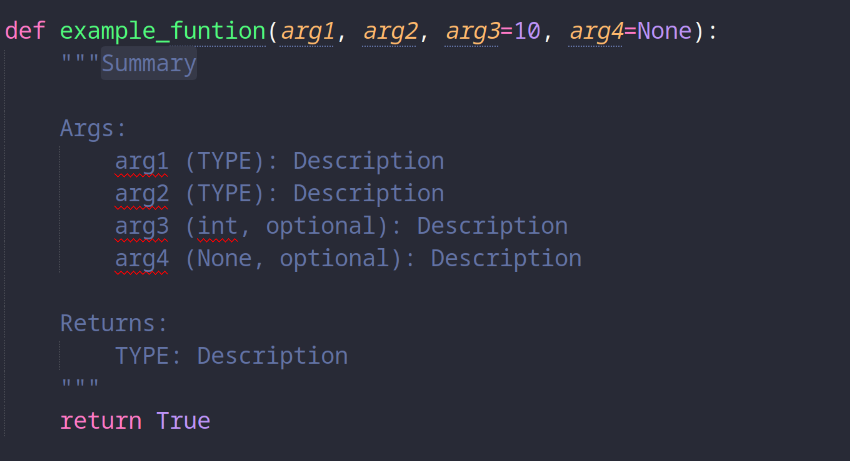 def example_funtion(arg1, arg2, arg3=10, arg4=None):
    """Summary

    Args:
        arg1 (TYPE): Description
        arg2 (TYPE): Description
        arg3 (int, optional): Description
        arg4 (None, optional): Description

    Returns:
        TYPE: Description
    """
    return True